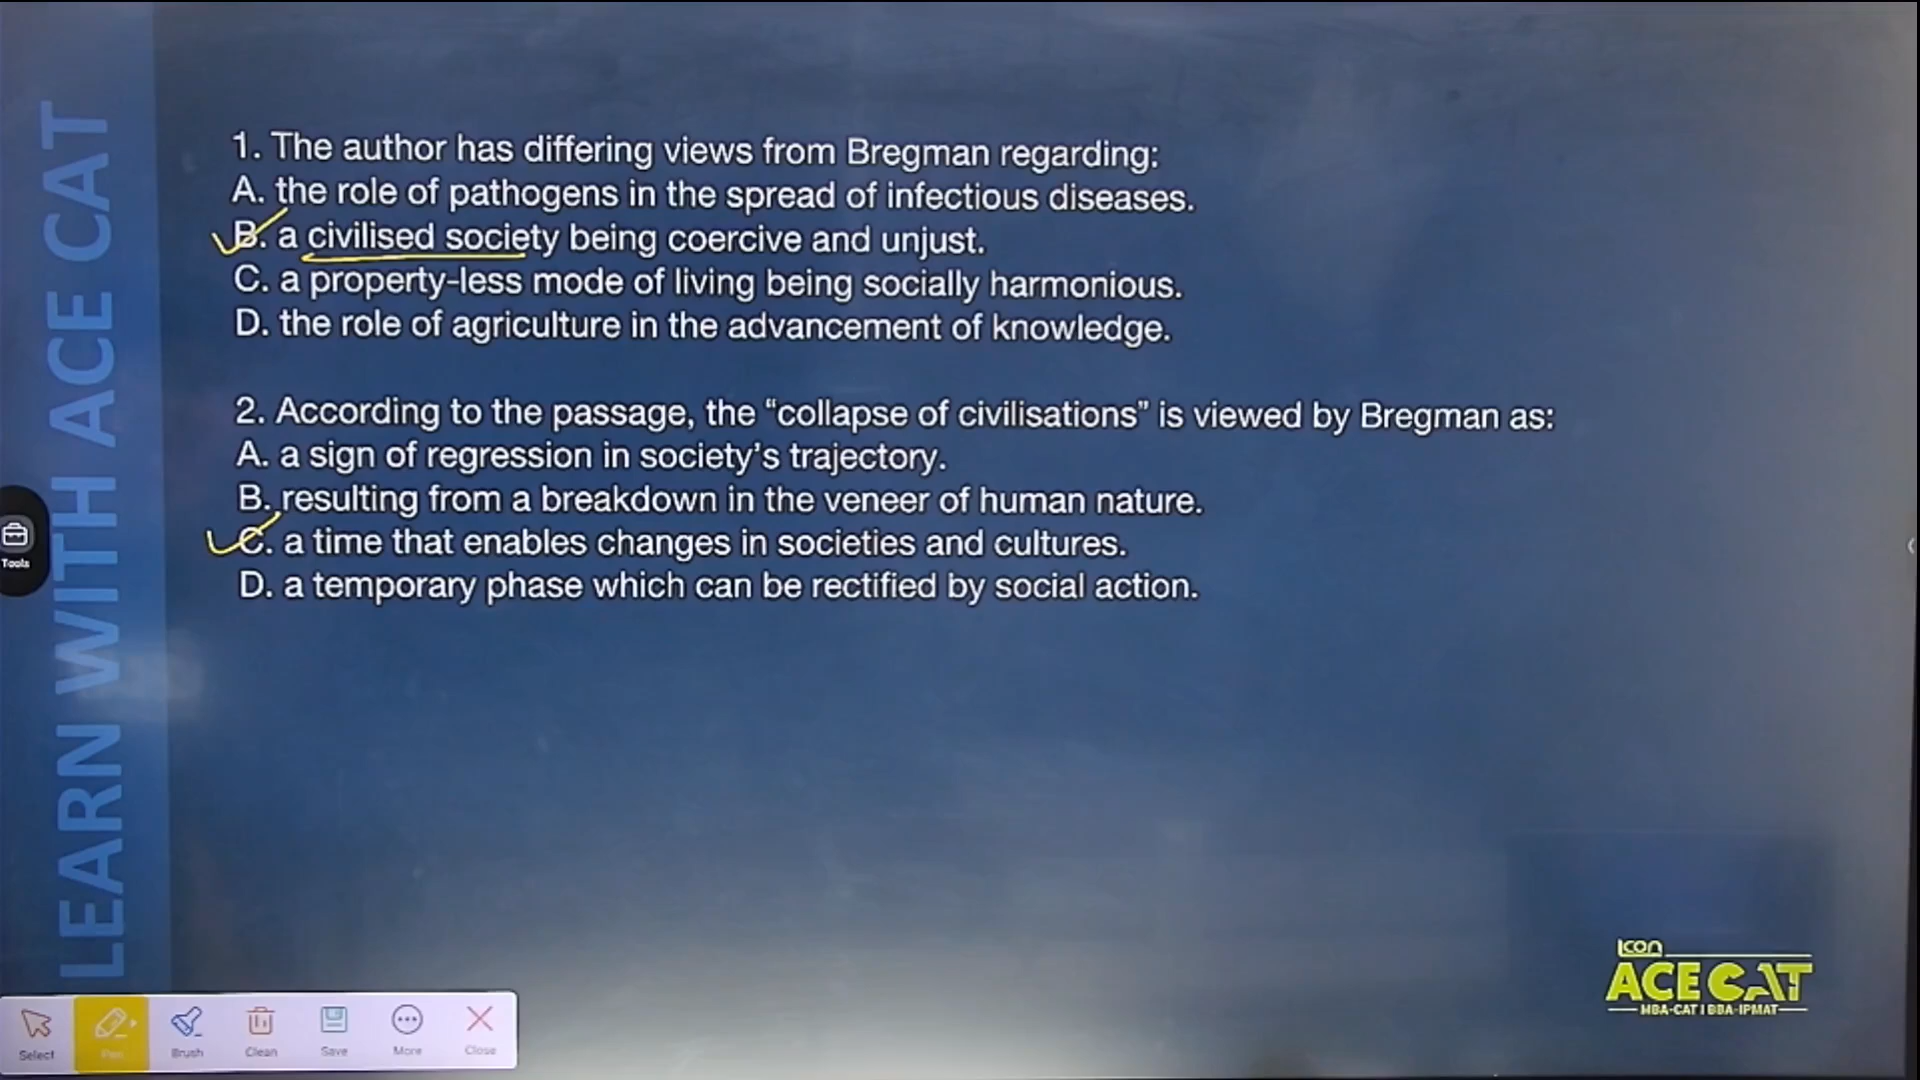 LEARN WITH ACE CAT
1. The author has differing views from Bregman regarding:
A. the role of pathogens in the spread of infectious diseases.
B. a civilised society being coercive and unjust.
C. a property-less mode of living being socially harmonious.
D. the role of agriculture in the advancement of knowledge.
2. According to the passage, the “collapse of civilisations” is viewed by Bregman as:
A. a sign of regression in society’s trajectory.
B. resulting from a breakdown in the veneer of human nature.
C. a time that enables changes in societies and cultures.
D. a temporary phase which can be rectified by social action.
Tools
icon
ACE CAT
MBA-CAT | BBA-IPMAT
Select Pen Brush Clean Save More Close